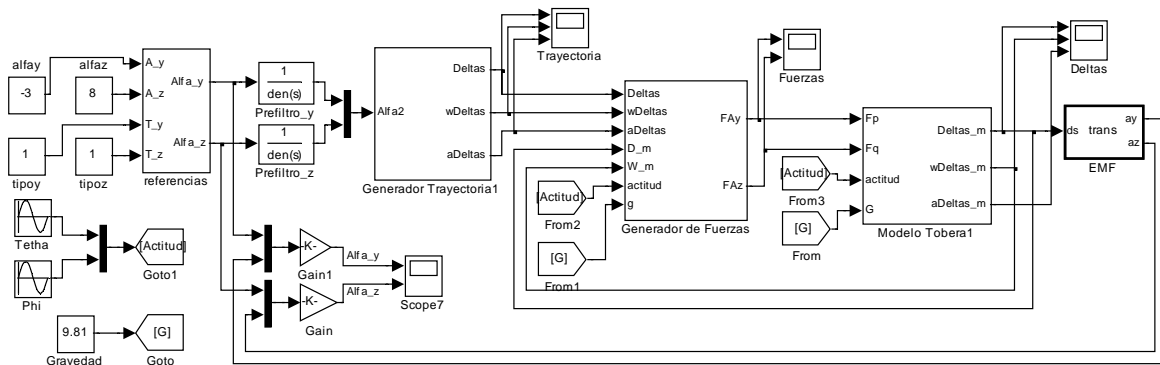 alfay
alfaz
-3
8
A_y
A_z
T_y
T_z
Alfa_y
Alfa_z
referencias
1
1
tipoy
tipoz
1
den(s)
Prefiltro_y
1
den(s)
Prefiltro_z
Alfa2
Deltas
wDeltas
aDeltas
Generador Trayectoria1
Trayectoria
Deltas
wDeltas
aDeltas
D_m
W_m
actitud
g
FAy
FAz
Generador de Fuerzas
Fuerzas
[Actitud]
From2
[G]
From1
Fp
Fq
actitud
G
Deltas_m
wDeltas_m
aDeltas_m
Modelo Tobera1
[Actitud]
From3
[G]
From
Deltas
ds
trans
ay
az
EMF
Tetha
Phi
[Actitud]
Goto1
9.81
Gravedad
[G]
Goto
-K-
Gain1
-K-
Gain
Alfa_y
Alfa_z
Scope7